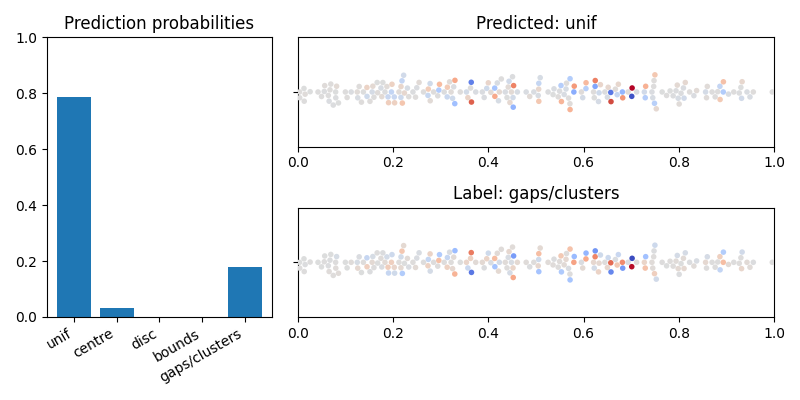 Prediction probabilities
1.0
0.8
0.6
0.4
0.2
0.0
unif
centre
disc
bounds
gaps/clusters
Predicted: unif
0.0 0.2 0.4 0.6 0.8 1.0
Label: gaps/clusters
0.0 0.2 0.4 0.6 0.8 1.0